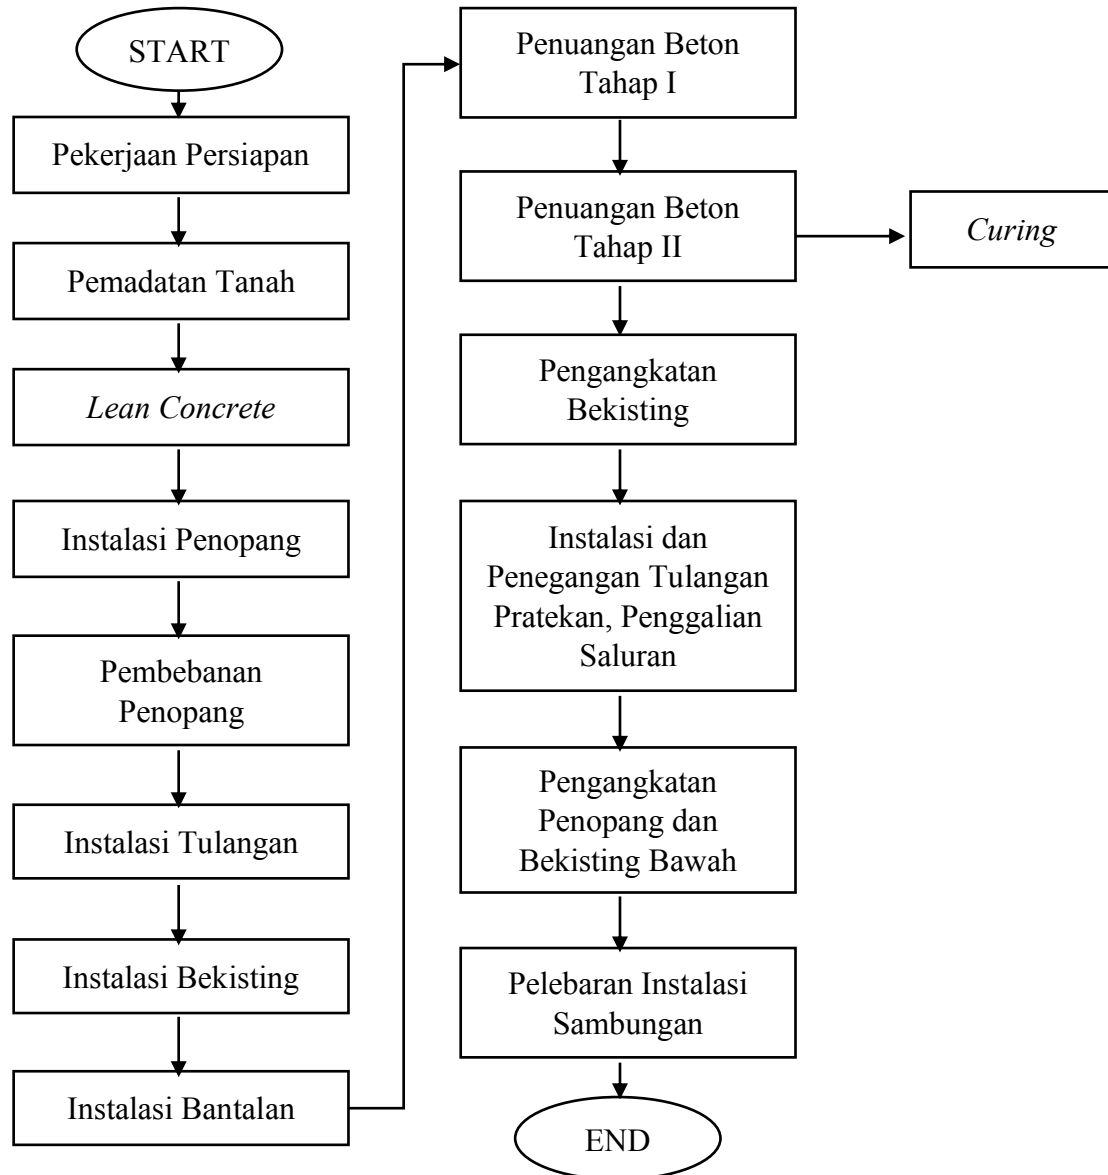 START
Pekerjaan Persiapan
Pemadatan Tanah
Lean Concrete
Instalasi Penopang
Pembebanan
Penopang
Instalasi Tulangan
Instalasi Bekisting
Instalasi Bantalan
Penuangan Beton
Tahap I
Penuangan Beton
Tahap II
Curing
Pengangkatan
Bekisting
Instalasi dan
Penegangan Tulangan
Pratekan, Penggalian
Saluran
Pengangkatan
Penopang dan
Bekisting Bawah
Pelebaran Instalasi
Sambungan
END